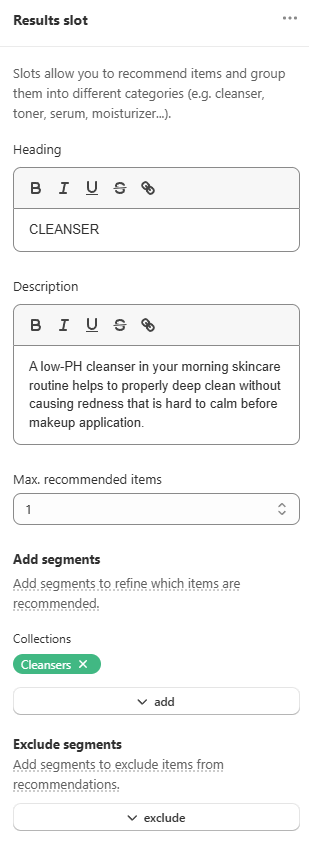 Results slot
Slots allow you to recommend items and group
them into different categories (e.g. cleanser,
toner, serum, moisturizer...).
Heading
B I U S
CLEANSER
Description
B I U S
A low-PH cleanser in your morning skincare
routine helps to properly deep clean without
causing redness that is hard to calm before
makeup application.
Max. recommended items
1
Add segments
Add segments to refine which items are
recommended.
Collections
Cleansers
add
Exclude segments
Add segments to exclude items from
recommendations.
exclude